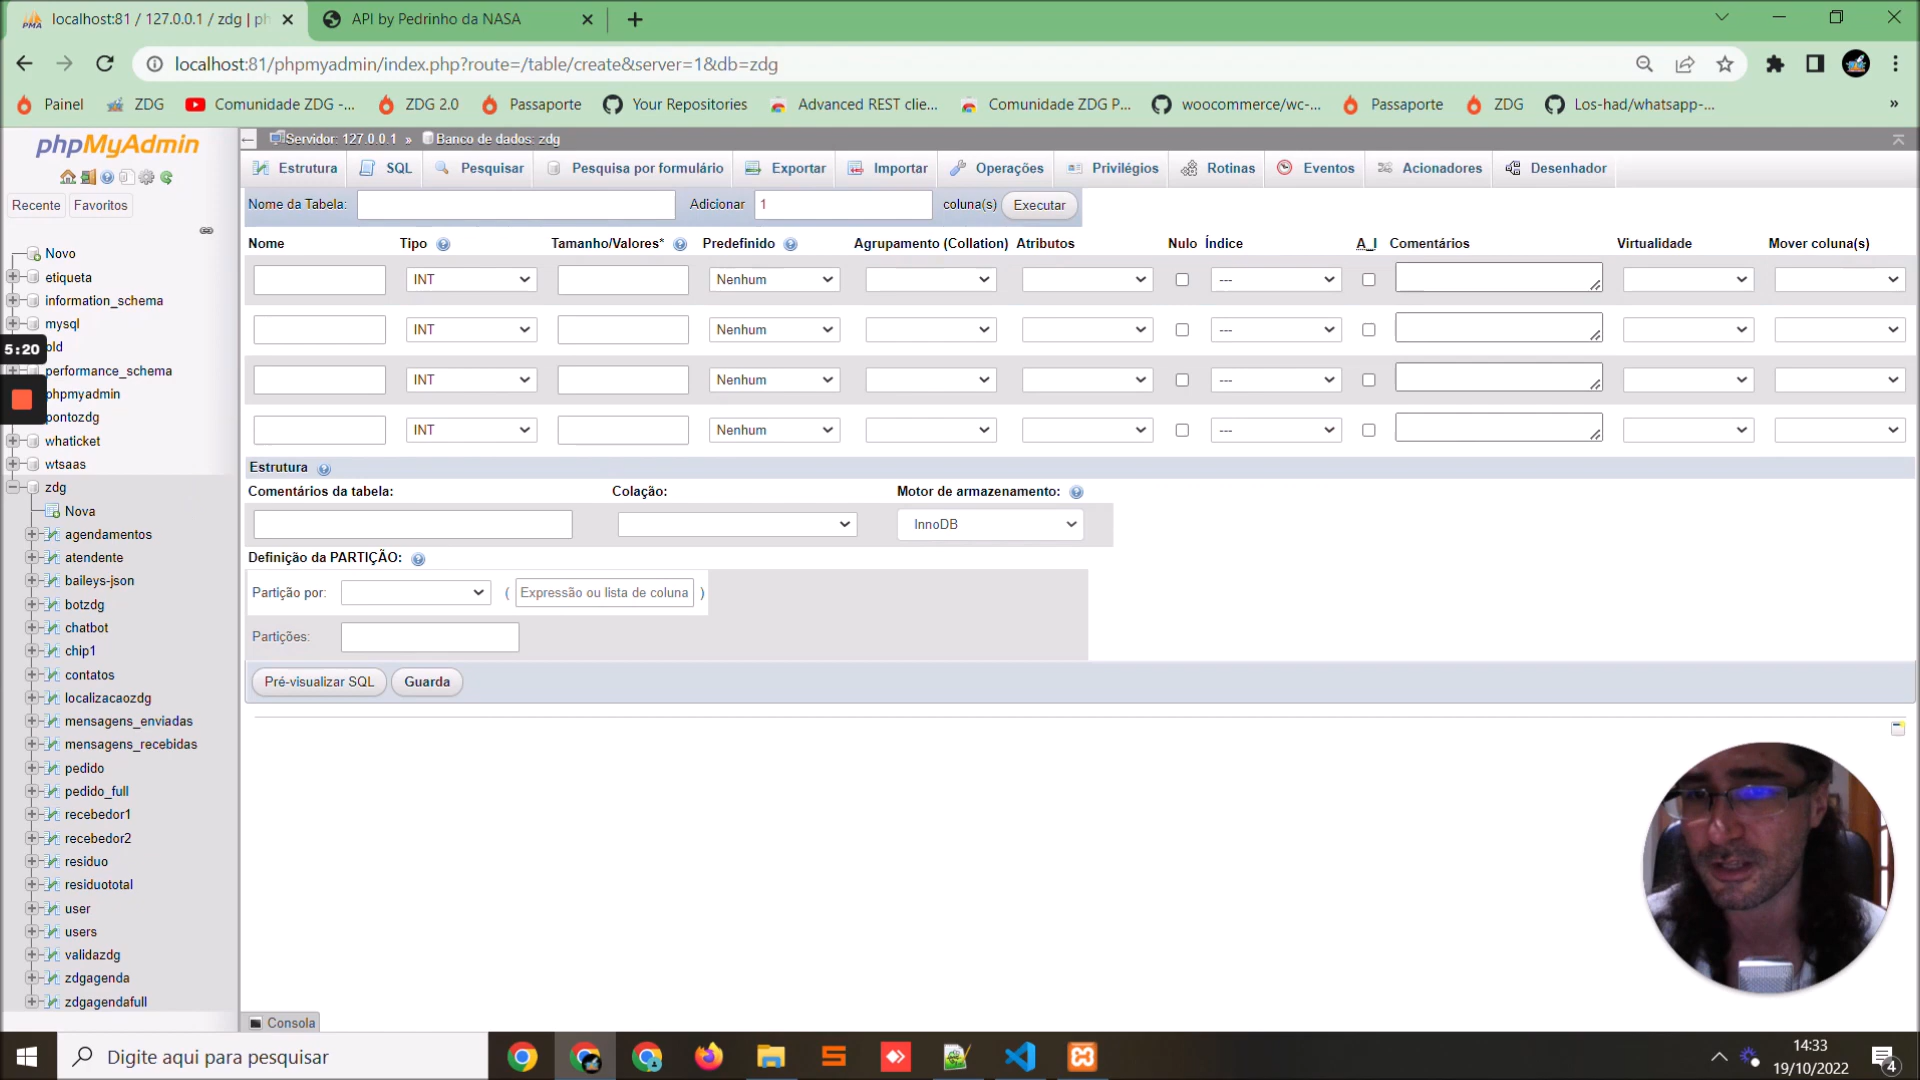 localhost:81 / 127.0.0.1 / zdg | ph
API by Pedrinho da NASA
localhost:81/phpmyadmin/index.php?route=/table/create&server=1&db=zdg
Painel ZDG Comunidade ZDG -... ZDG 2.0 Passaporte Your Repositories Advanced REST clie... Comunidade ZDG P... woocommerce/wc-... Passaporte ZDG Los-had/whatsapp-... »
phpMyAdmin
Recente Favoritos
Novo
etiqueta
information_schema
mysql
old
performance_schema
phpmyadmin
pontozdg
whaticket
wtsaas
zdg
Nova
agendamentos
atendente
baileys-json
botzdg
chatbot
chip1
contatos
localizacaozdg
mensagens_enviadas
mensagens_recebidas
pedido
pedido_full
recebedor1
recebedor2
residuo
residuototal
user
users
validazdg
zdgagenda
zdgagendafull
5:20
Servidor: 127.0.0.1 » Banco de dados: zdg
Estrutura SQL Pesquisar Pesquisa por formulário Exportar Importar Operações Privilégios Rotinas Eventos Acionadores Desenhador
Nome da Tabela: Adicionar 1 coluna(s) Executar
Nome Tipo Tamanho/Valores* Predefinido Agrupamento (Collation) Atributos Nulo Índice A_I Comentários Virtualidade Mover coluna(s)
INT Nenhum ---
INT Nenhum ---
INT Nenhum ---
INT Nenhum ---
Estrutura
Comentários da tabela: Colação: Motor de armazenamento:
InnoDB
Definição da PARTIÇÃO:
Partição por: ( Expressão ou lista de coluna )
Partições:
Pré-visualizar SQL Guarda
Consola
Digite aqui para pesquisar
14:33
19/10/2022
4